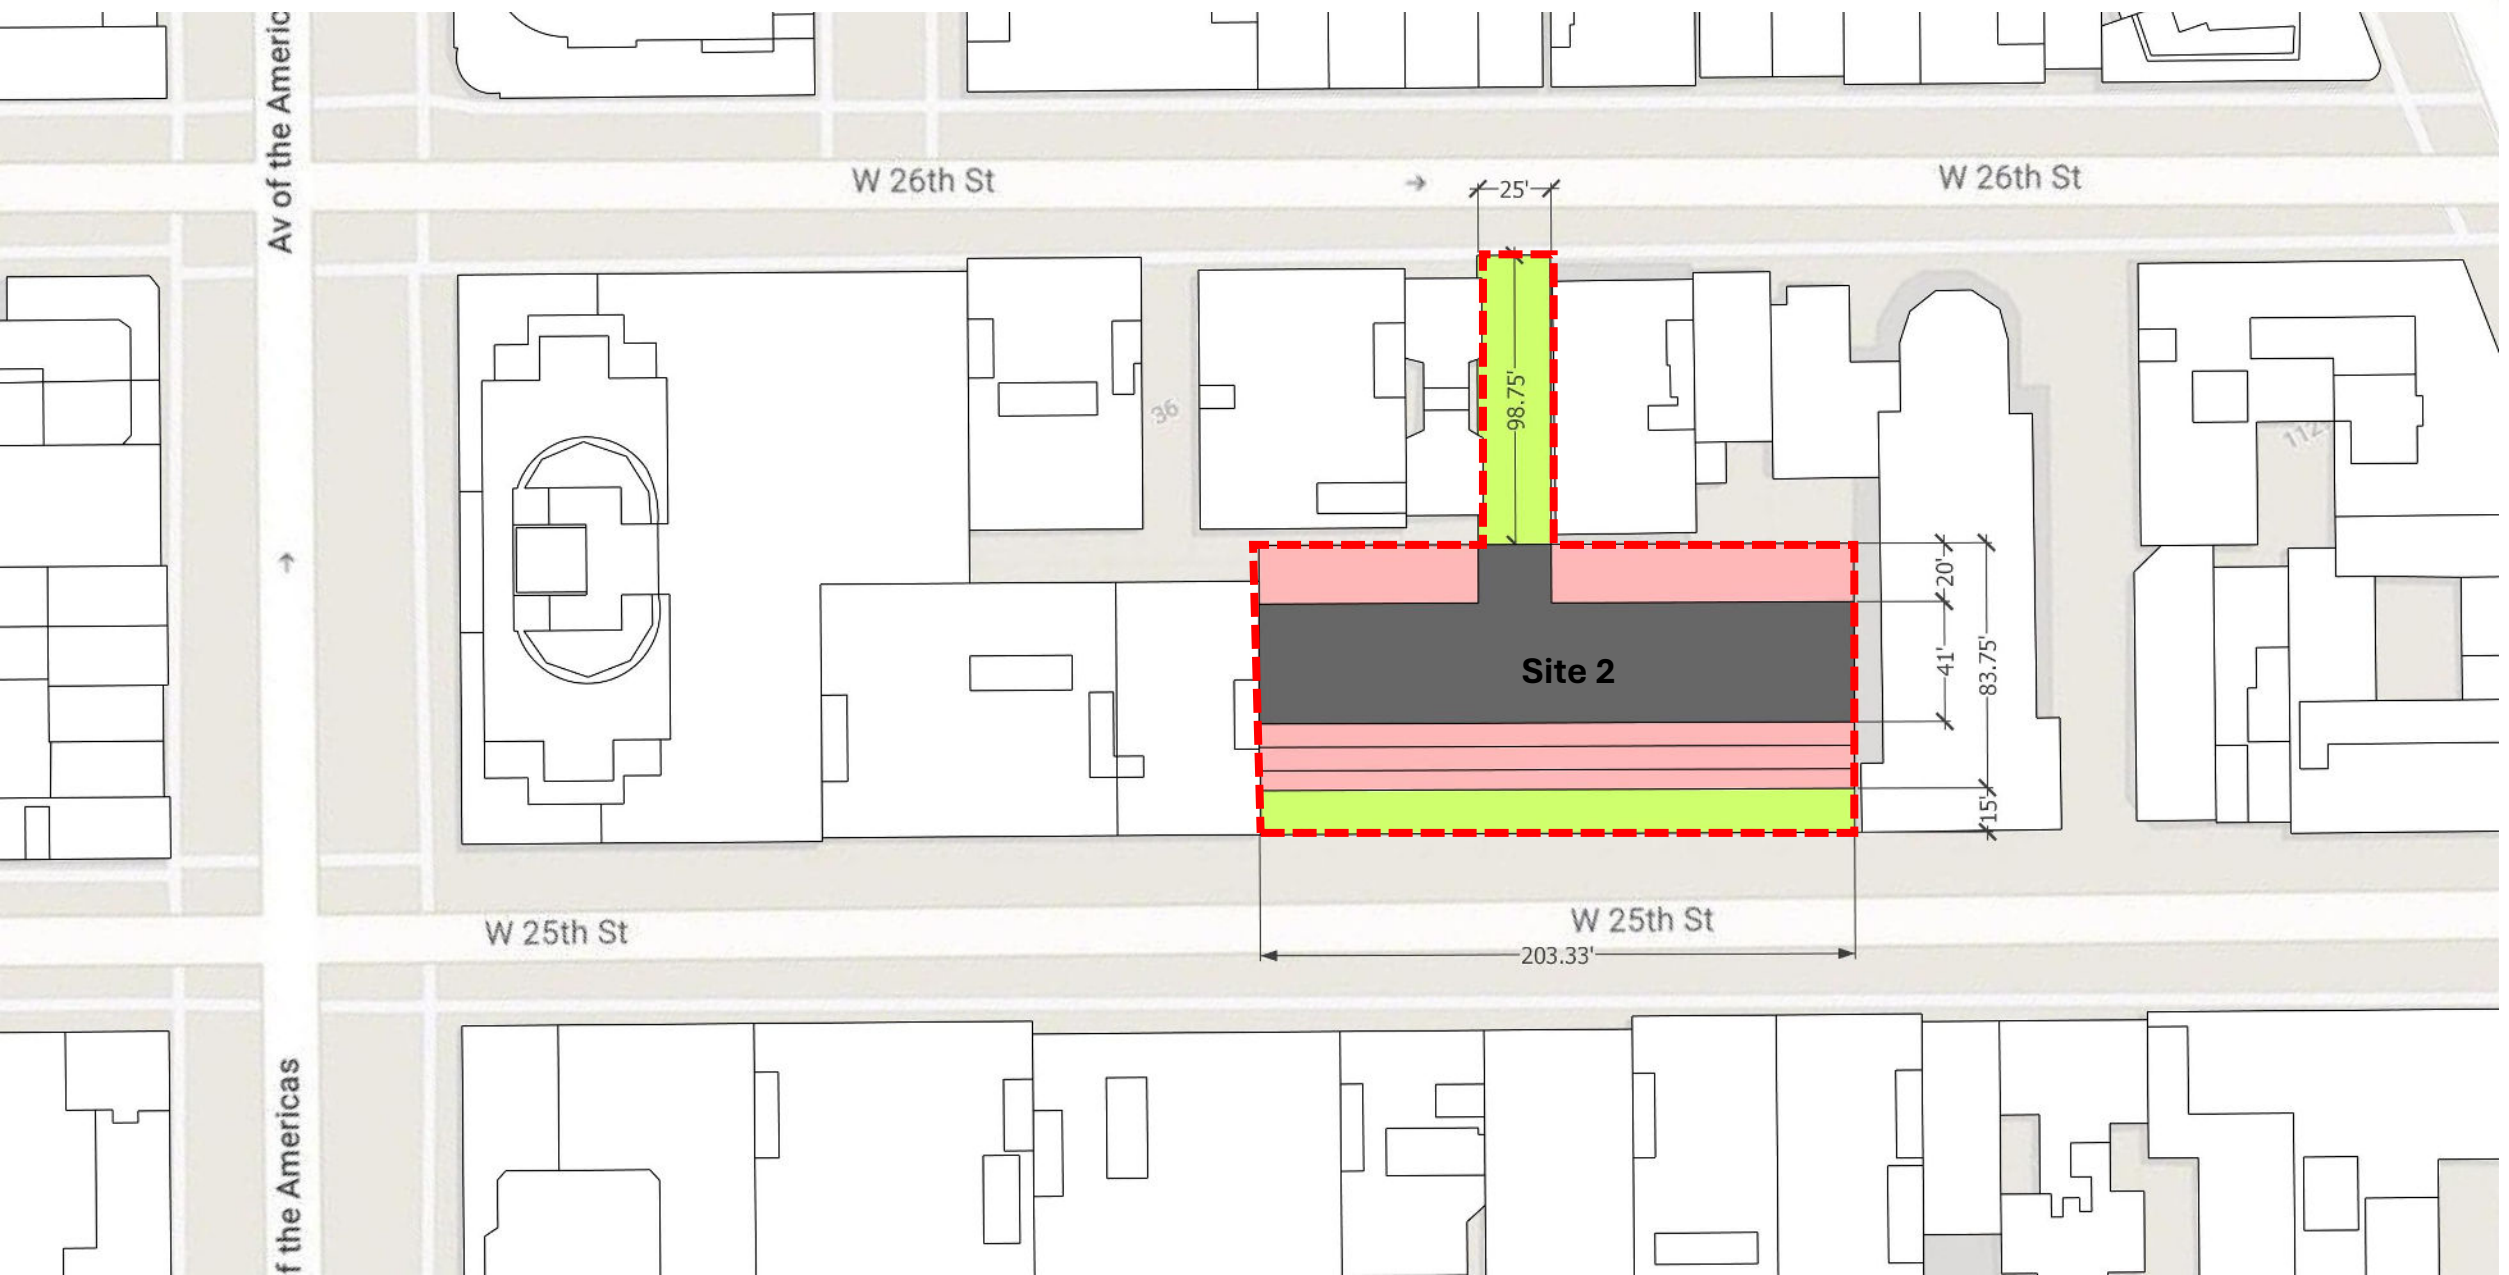 Av of the Americ
W 26th St
W 26th St
25'
98.75'
36
112
20'
41'
83.75'
Site 2
15'
W 25th St
W 25th St
203.33'
f the Americas